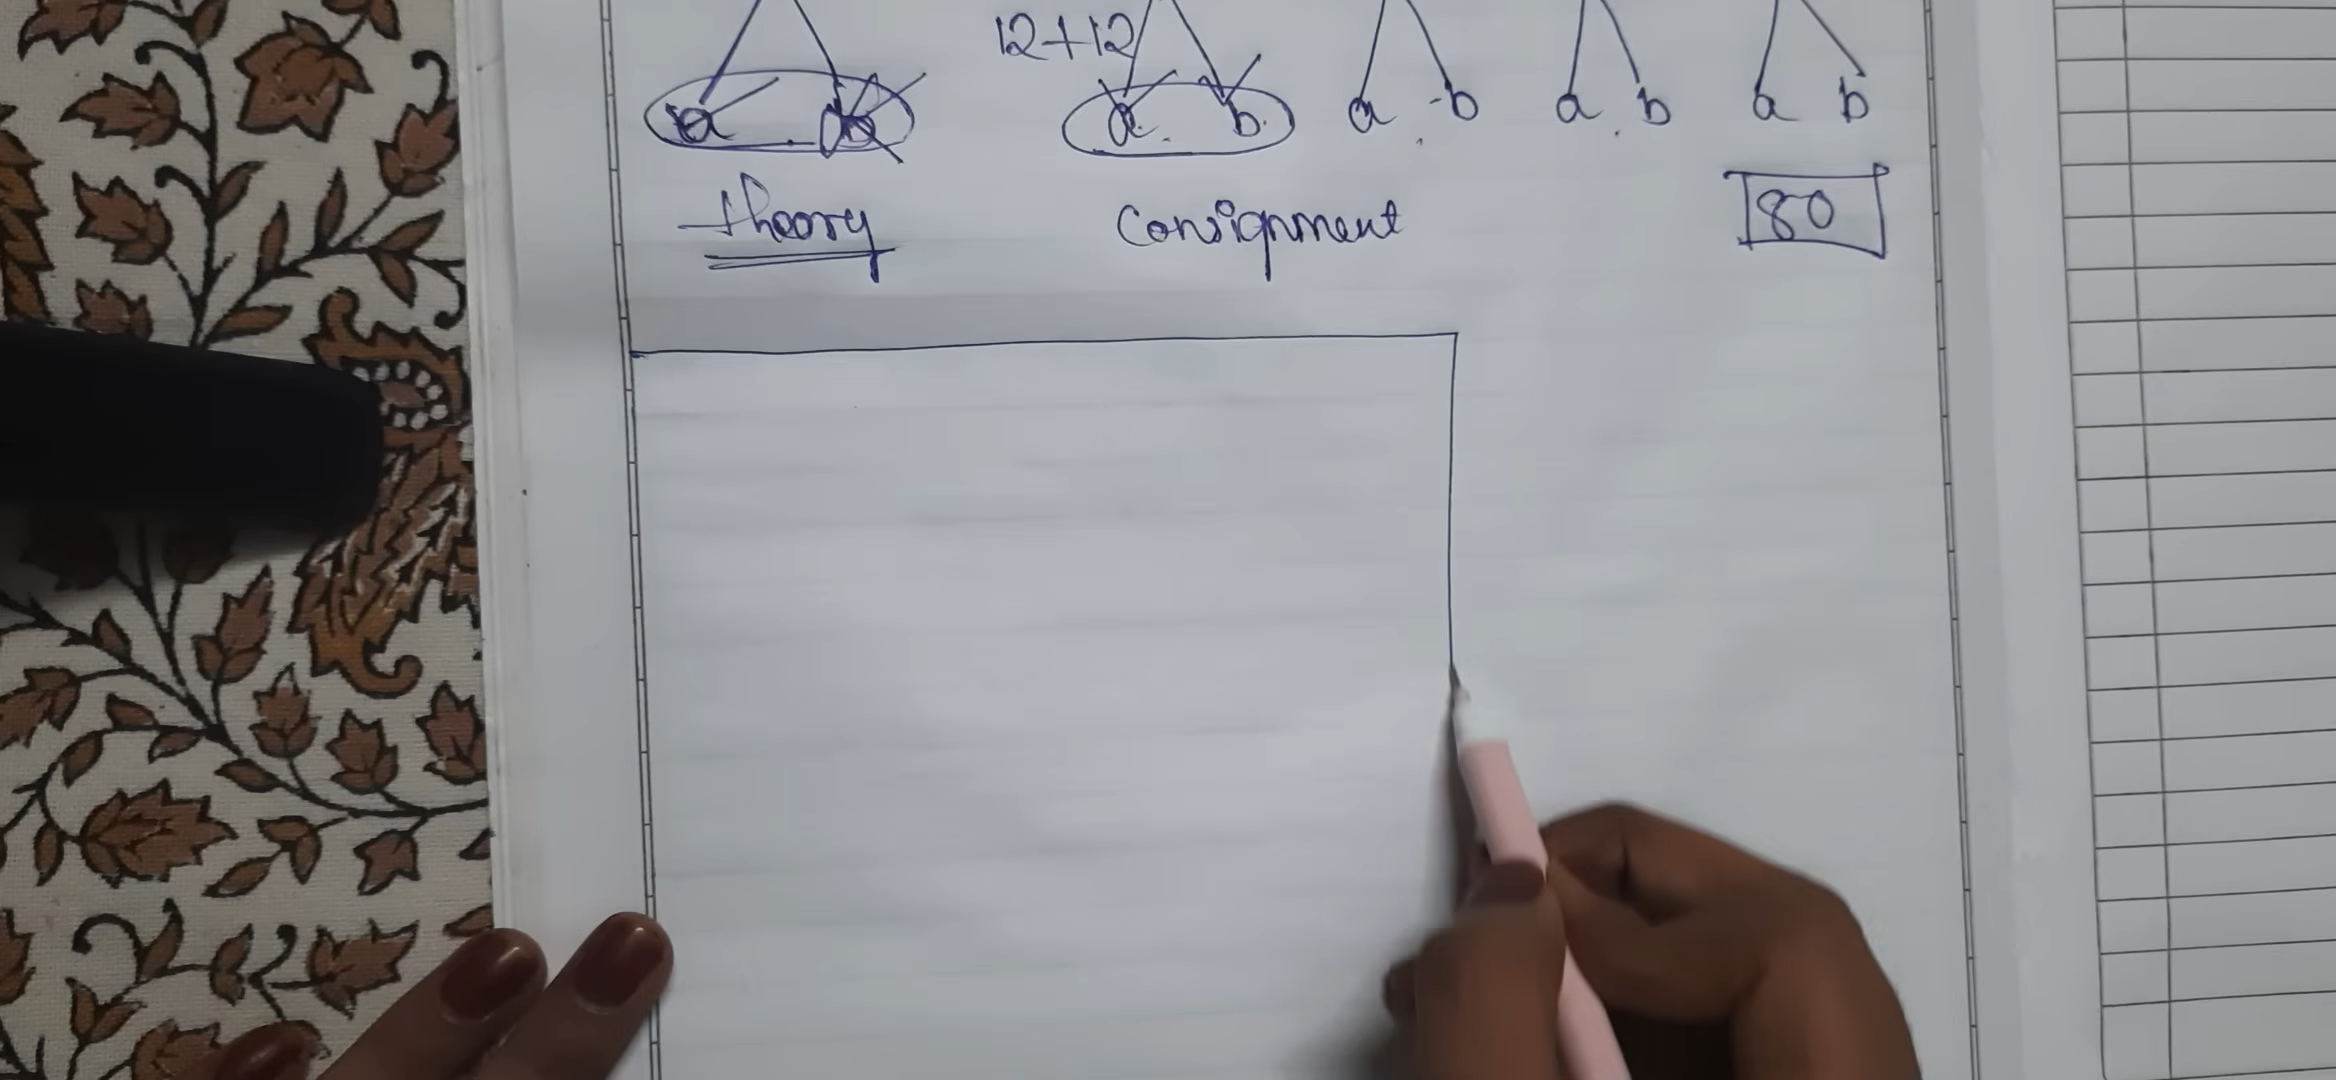 12+12
a b a b a b a b a b
theory Consignment 80